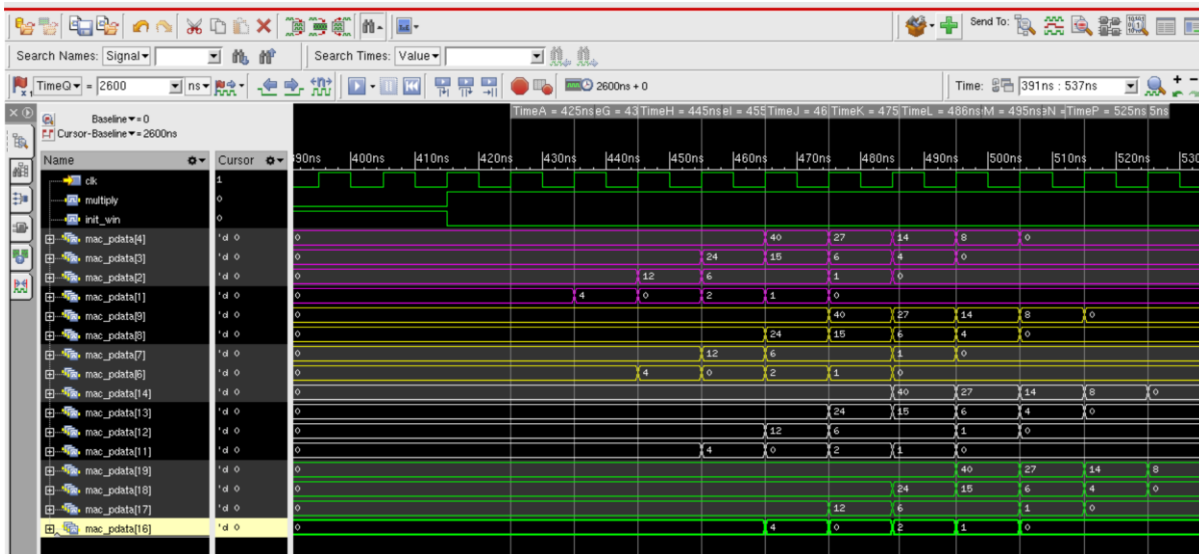 Send To:
Search Names: Signal
Search Times: Value
TimeQ = 2600 ns
2600ns + 0
Time: 391ns : 537ns
Baseline = 0
Cursor-Baseline = 2600ns
TimeA = 425ns eG = 43 TimeH = 445ns eI = 455 TimeJ = 46 TimeK = 475 TimeL = 486ns M = 495ns eN = TimeP = 525ns 5ns
Name Cursor 390ns 400ns 410ns 420ns 430ns 440ns 450ns 460ns 470ns 480ns 490ns 500ns 510ns 520ns 530
clk 1
multiply 0
init_win 0
mac_pdata[4] 'd 0 0 40 27 14 8 0
mac_pdata[3] 'd 0 0 24 15 6 4 0
mac_pdata[2] 'd 0 0 12 6 1 0
mac_pdata[1] 'd 0 0 4 0 2 1 0
mac_pdata[9] 'd 0 0 40 27 14 8 0
mac_pdata[8] 'd 0 0 24 15 6 4 0
mac_pdata[7] 'd 0 0 12 6 1 0
mac_pdata[6] 'd 0 0 4 0 2 1 0
mac_pdata[14] 'd 0 0 40 27 14 8 0
mac_pdata[13] 'd 0 0 24 15 6 4 0
mac_pdata[12] 'd 0 0 12 6 1 0
mac_pdata[11] 'd 0 0 4 0 2 1 0
mac_pdata[19] 'd 0 0 40 27 14 8
mac_pdata[18] 'd 0 0 24 15 6 4 0
mac_pdata[17] 'd 0 0 12 6 1 0
mac_pdata[16] 'd 0 0 4 0 2 1 0